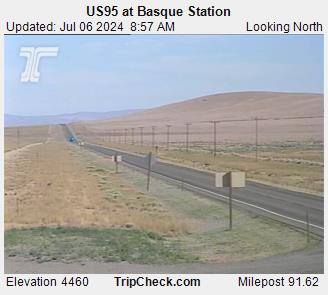 US95 at Basque Station
Updated: Jul 06 2024 8:57 AM Looking North
Elevation 4460 TripCheck.com Milepost 91.62